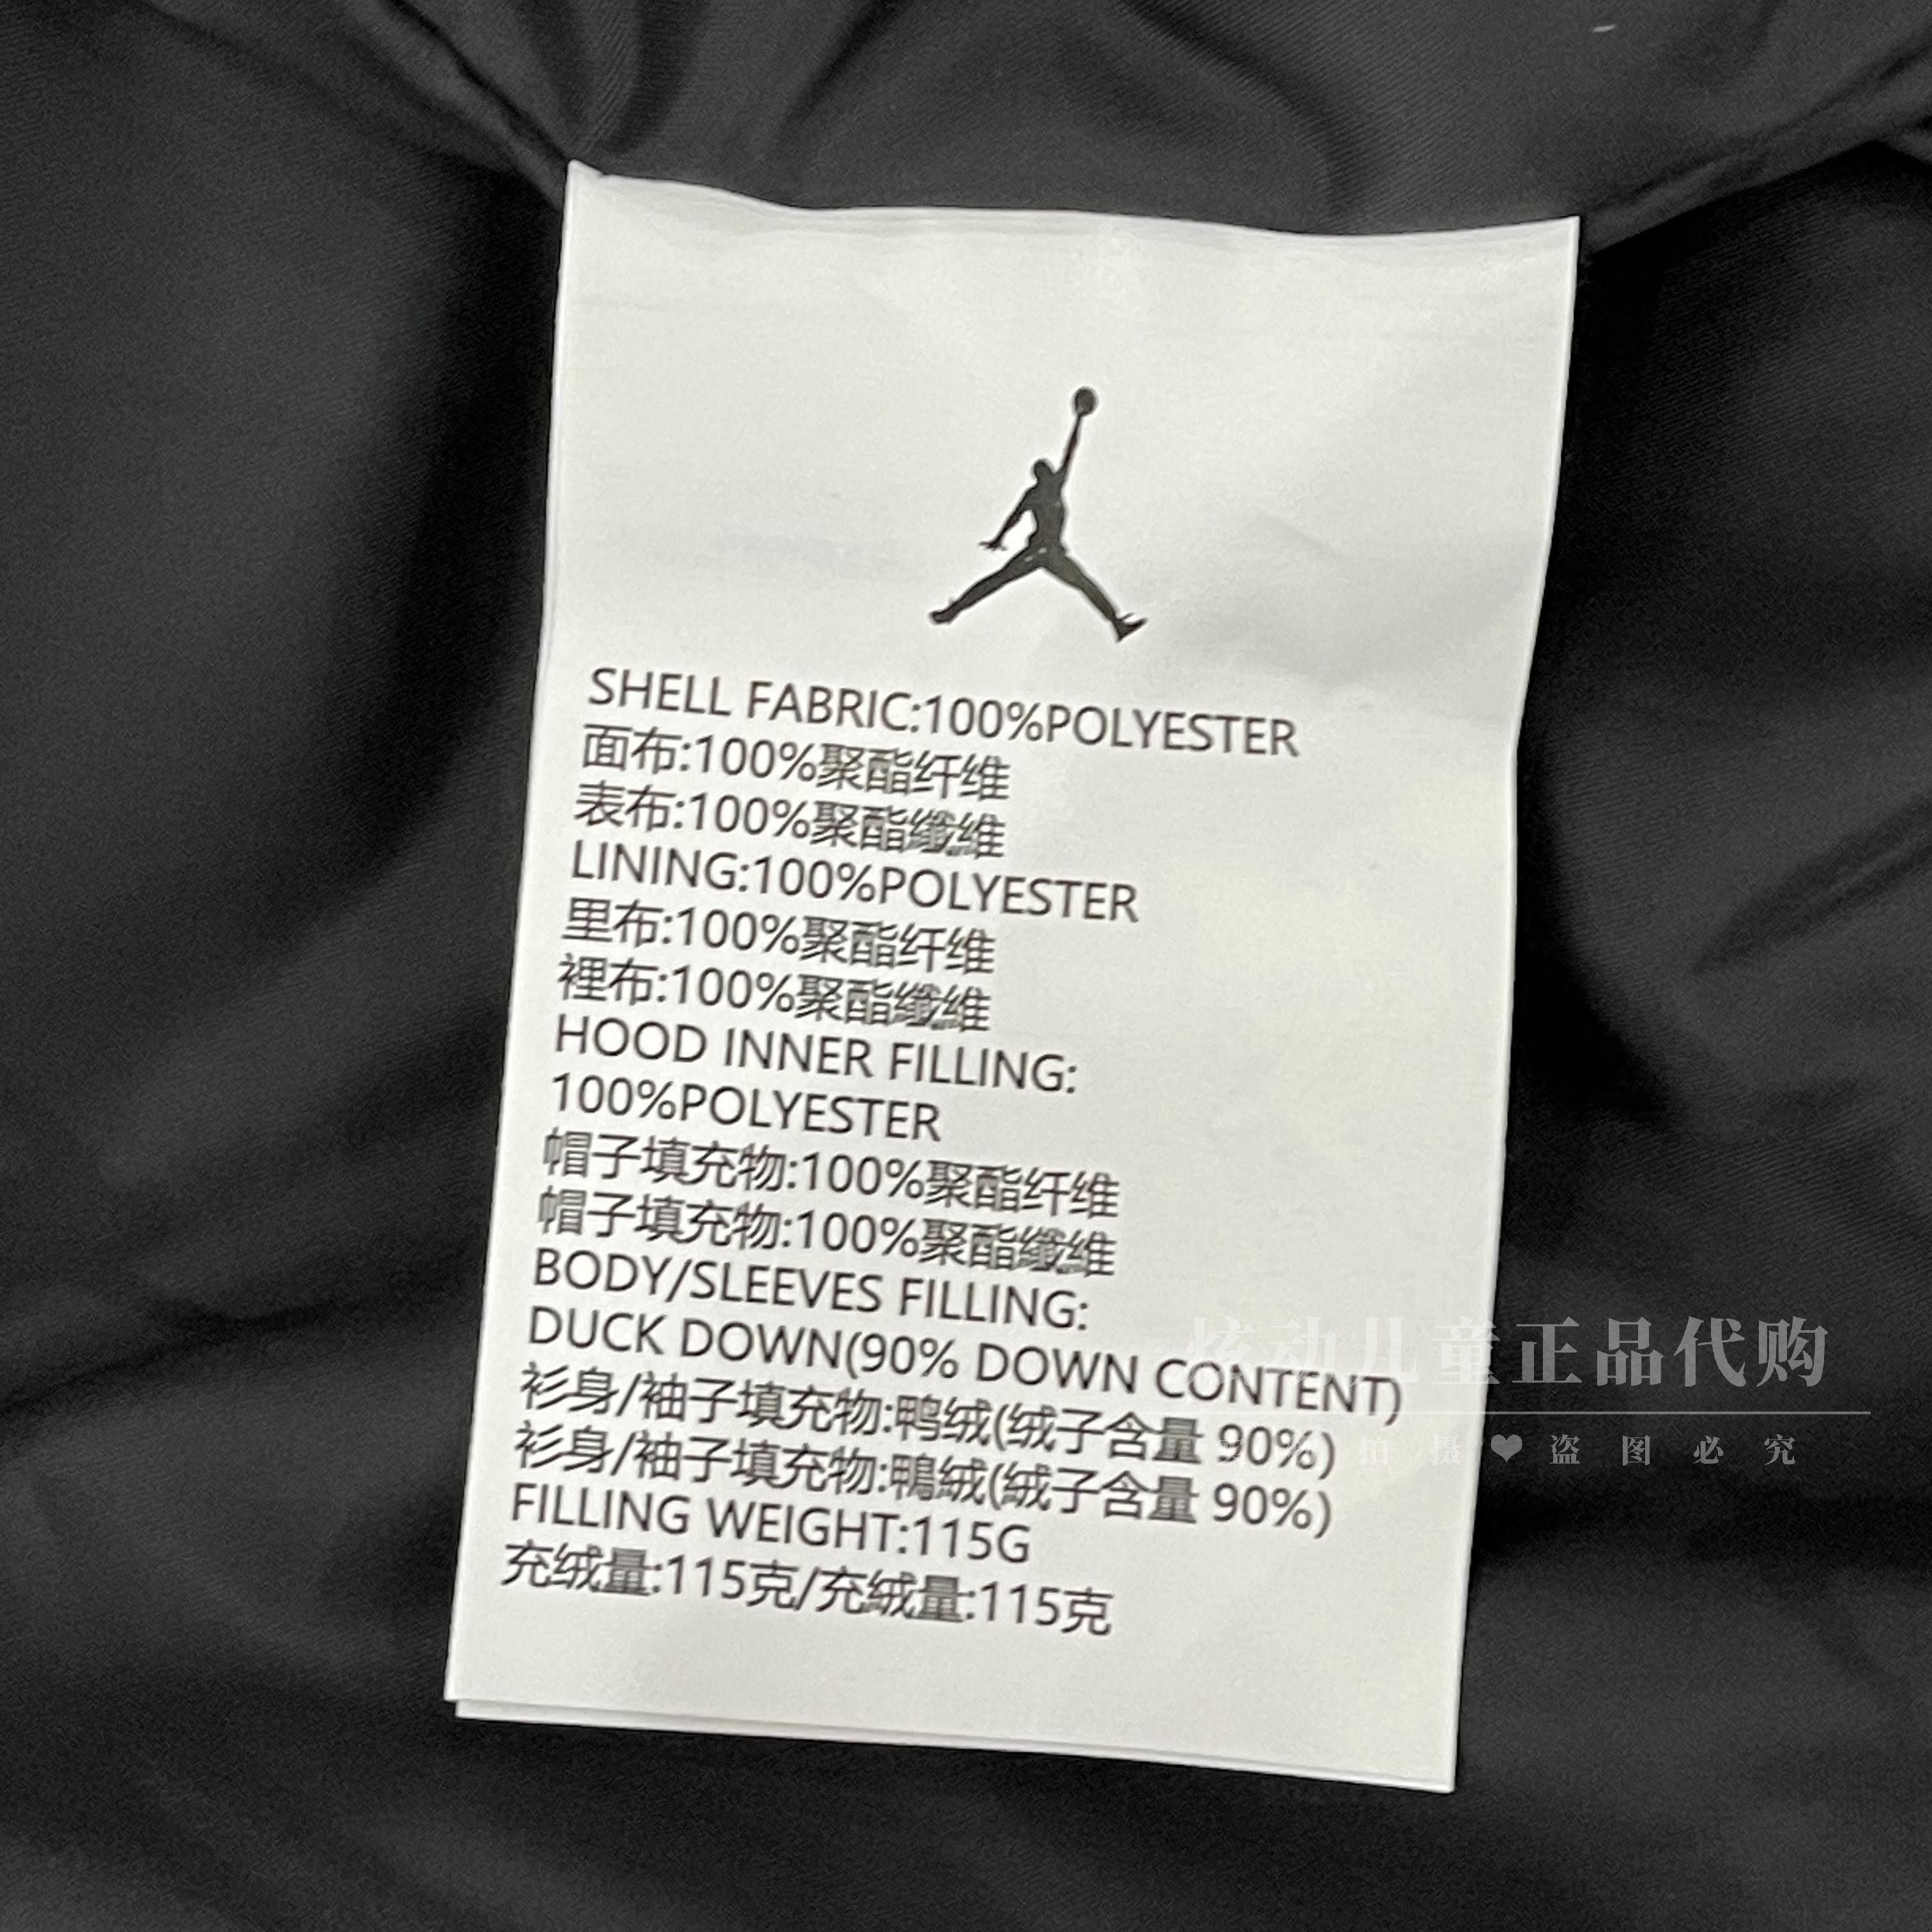 SHELL FABRIC:100%POLYESTER
面布:100%聚酯纤维
表布:100%聚酯纖維
LINING:100%POLYESTER
里布:100%聚酯纤维
裡布:100%聚酯纖維
HOOD INNER FILLING:
100%POLYESTER
帽子填充物:100%聚酯纤维
帽子填充物:100%聚酯纖維
BODY/SLEEVES FILLING:
DUCK DOWN(90% DOWN CONTENT)
衫身/袖子填充物:鸭绒(绒子含量 90%)
衫身/袖子填充物:鴨絨(絨子含量 90%)
FILLING WEIGHT:115G
充绒量:115克/充絨量:115克
炫动儿童正品代购
拍摄❤盗图必究